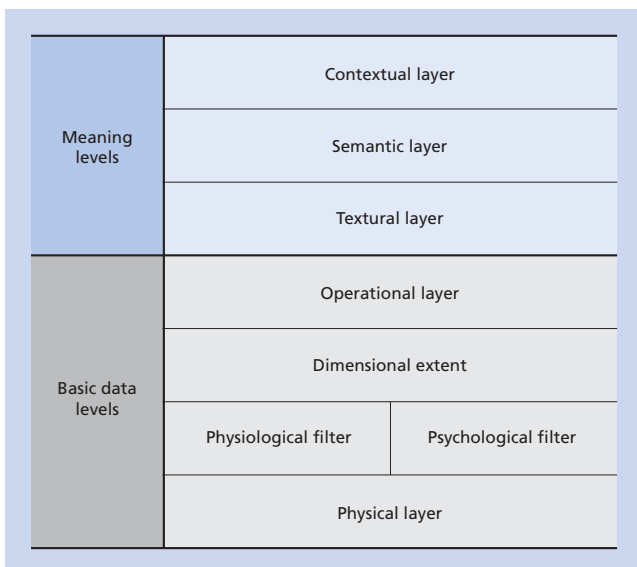 Contextual layer
Meaning
levels
Semantic layer
Textural layer
Operational layer
Dimensional extent
Basic data
levels
Physiological filter
Psychological filter
Physical layer